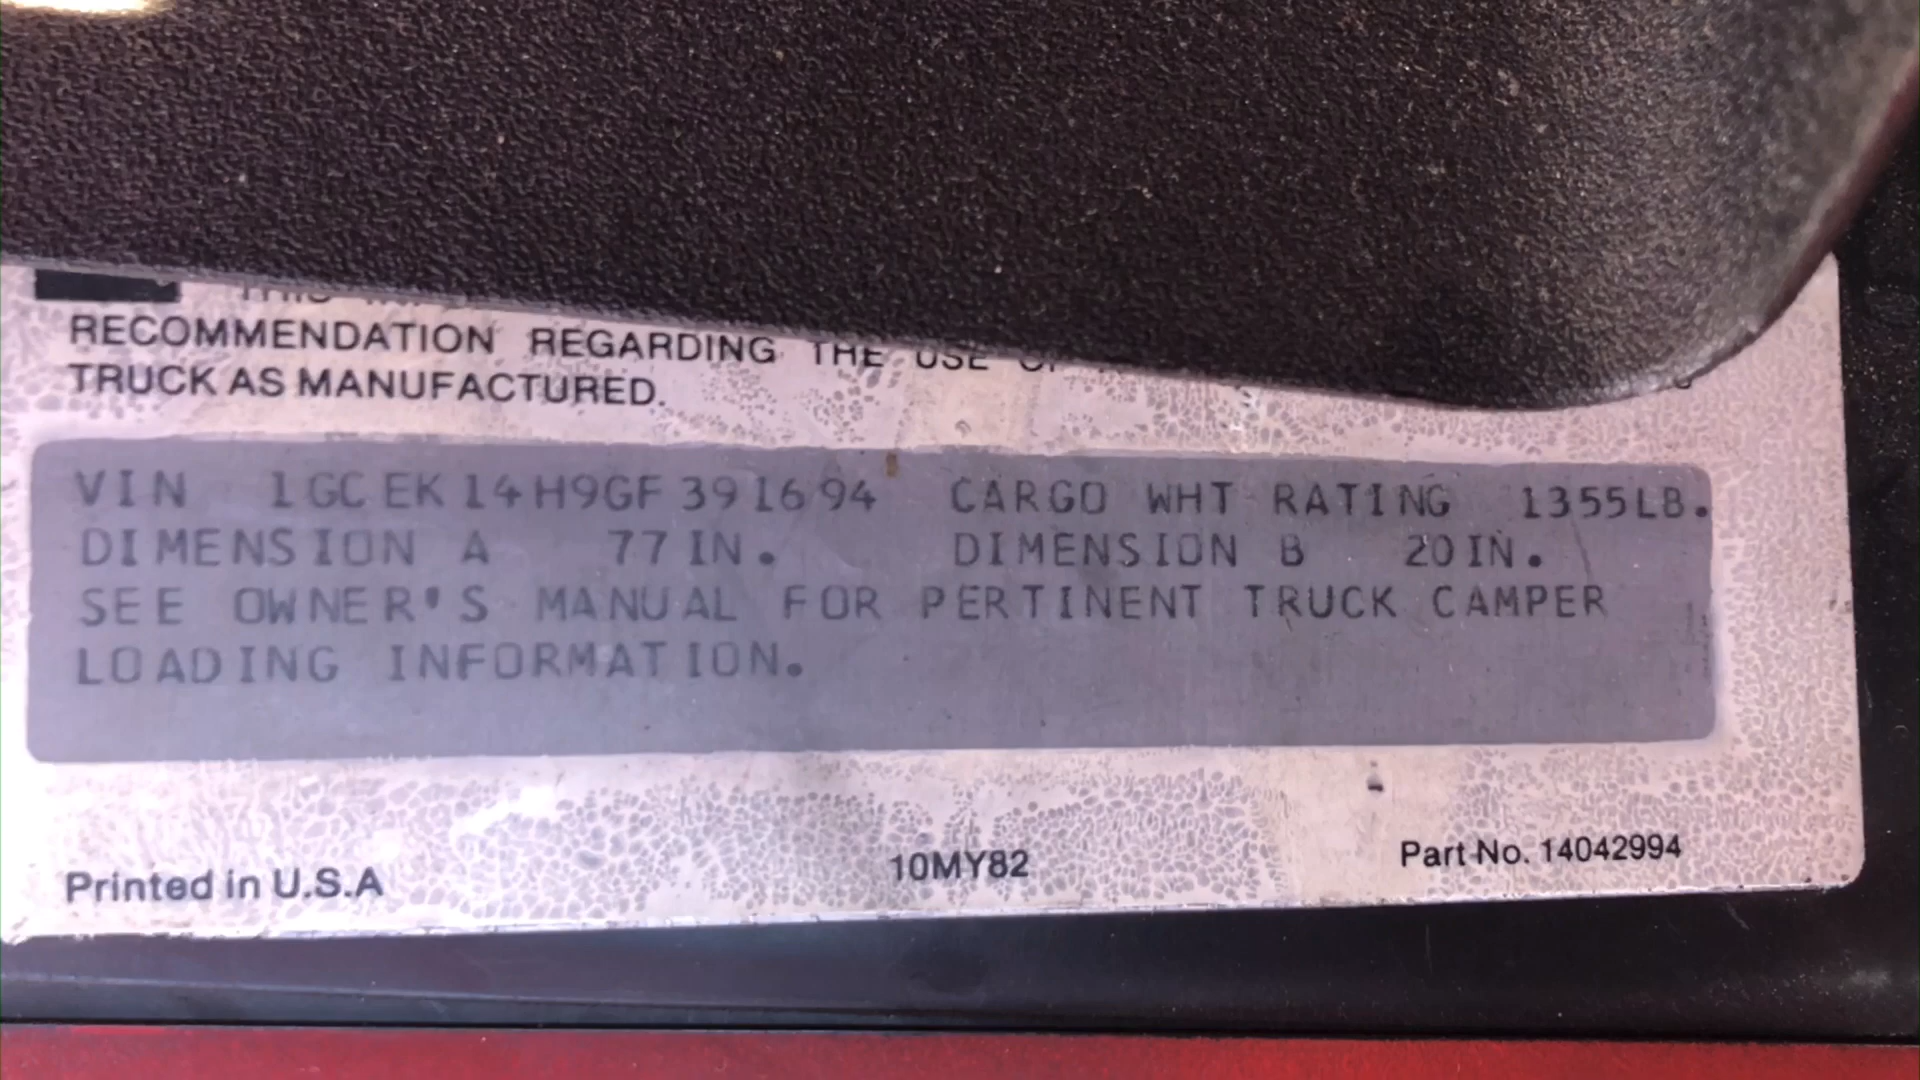 RECOMMENDATION REGARDING THE USE OF
TRUCK AS MANUFACTURED.
VIN 1GCEK14H9GF391694 CARGO WHT RATING 1355LB.
DIMENSION A 77IN. DIMENSION B 20IN.
SEE OWNER'S MANUAL FOR PERTINENT TRUCK CAMPER
LOADING INFORMATION.
Printed in U.S.A 10MY82 Part No. 14042994